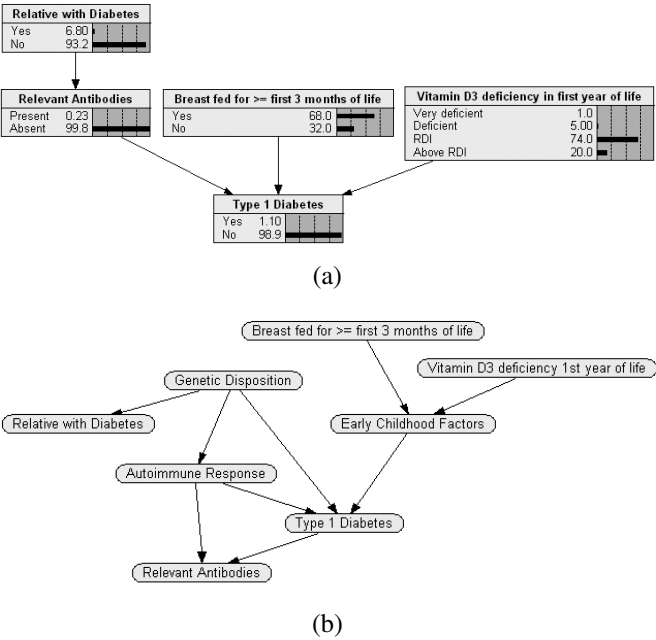 Relative with Diabetes
Yes 6.80
No 93.2
Relevant Antibodies
Present 0.23
Absent 99.8
Breast fed for >= first 3 months of life
Yes 68.0
No 32.0
Vitamin D3 deficiency in first year of life
Very deficient 1.0
Deficient 5.00
RDI 74.0
Above RDI 20.0
Type 1 Diabetes
Yes 1.10
No 98.9
(a)
Breast fed for >= first 3 months of life
Vitamin D3 deficiency 1st year of life
Genetic Disposition
Relative with Diabetes
Early Childhood Factors
Autoimmune Response
Type 1 Diabetes
Relevant Antibodies
(b)